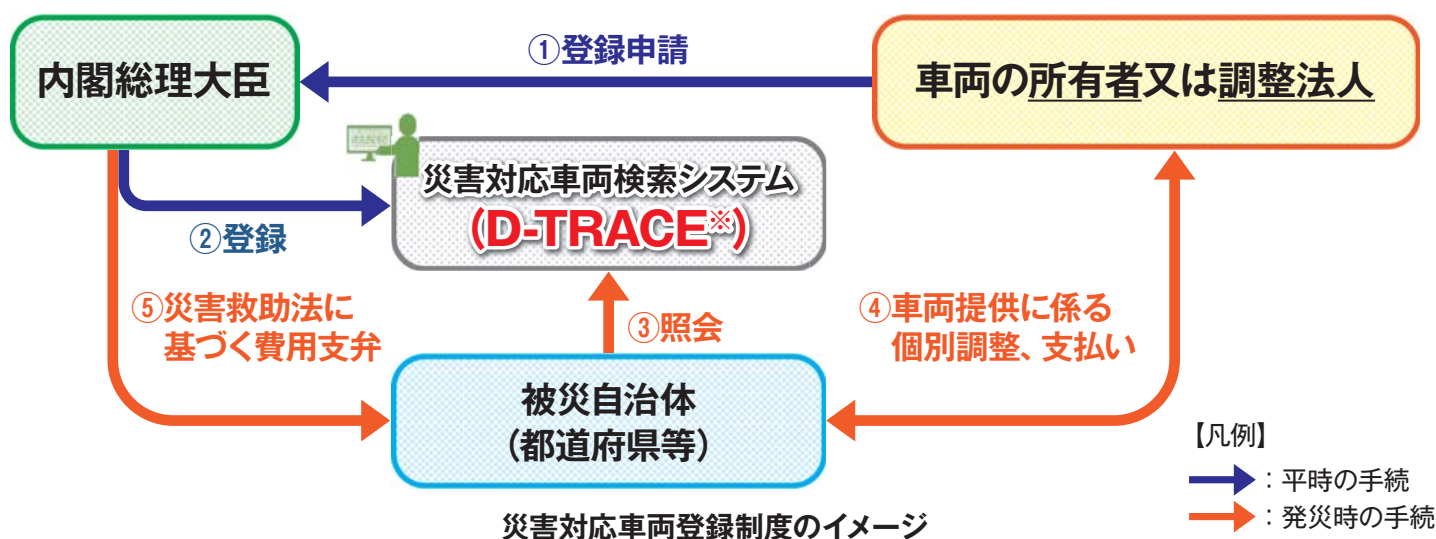 ①登録申請
内閣総理大臣
車両の所有者又は調整法人
災害対応車両検索システム
(D-TRACE※)
②登録
⑤災害救助法に
基づく費用支弁
③照会
④車両提供に係る
個別調整、支払い
被災自治体
(都道府県等)
【凡例】
:平時の手続
:発災時の手続
災害対応車両登録制度のイメージ